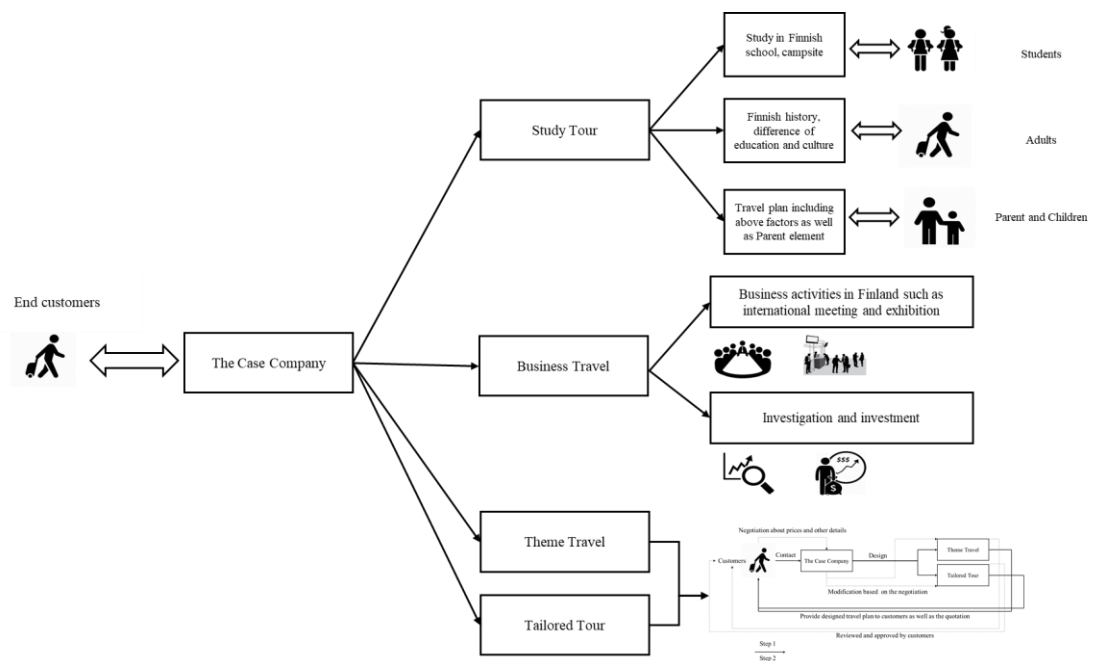 Study in Finnish
school, campsite
Students
Finnish history,
difference of
education and culture
Adults
Travel plan including
above factors as well
as Parent element
Parent and Children
Study Tour
End customers
The Case Company
Business Travel
Business activities in Finland such as
international meeting and exhibition
Investigation and investment
$$$
$
Theme Travel
Tailored Tour
Negotiation about prices and other details
Customers
Contact
The Case Company
Design
Theme Travel
Tailored Tour
Modification based on the negotiation
Provide designed travel plan to customers as well as the quotation
Reviewed and approved by customers
Step 1
Step 2